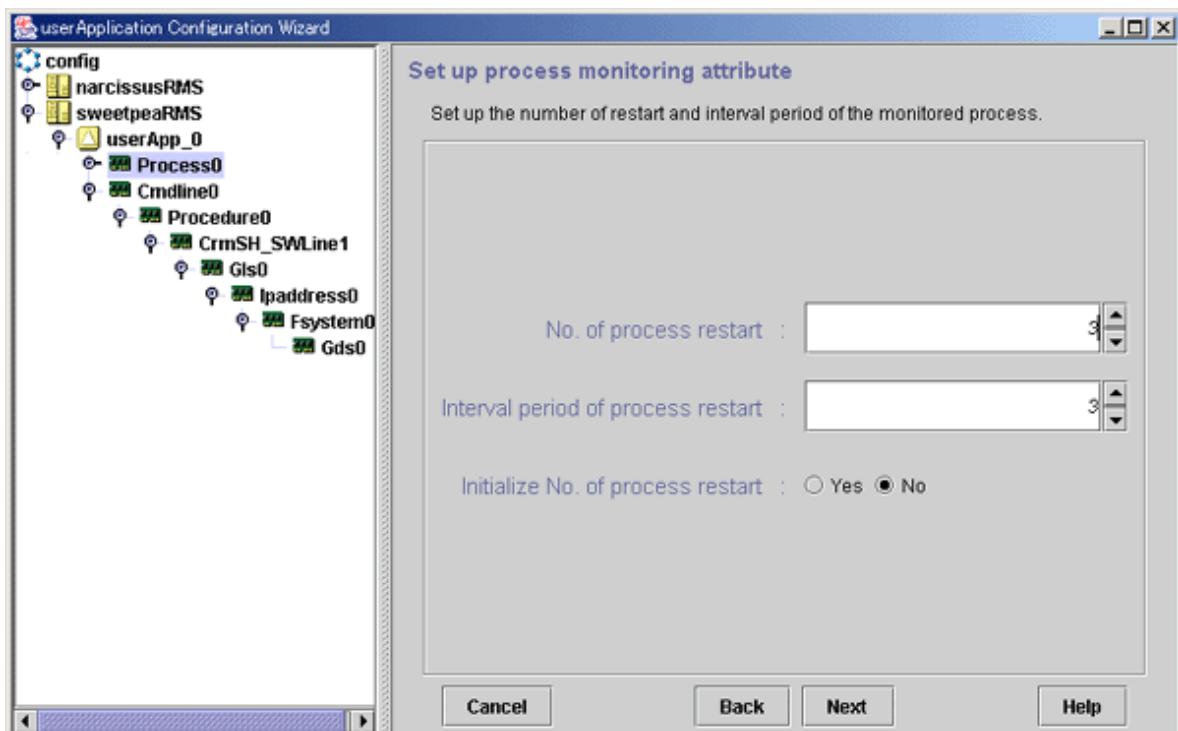 userApplication Configuration Wizard
config
narcissusRMS
sweetpeaRMS
userApp_0
Process0
Cmdline0
Procedure0
CrmSH_SWLine1
Gls0
Ipaddress0
Fsystem0
Gds0
Set up process monitoring attribute
Set up the number of restart and interval period of the monitored process.
No. of process restart : 3
Interval period of process restart : 3
Initialize No. of process restart : Yes No
Cancel Back Next Help